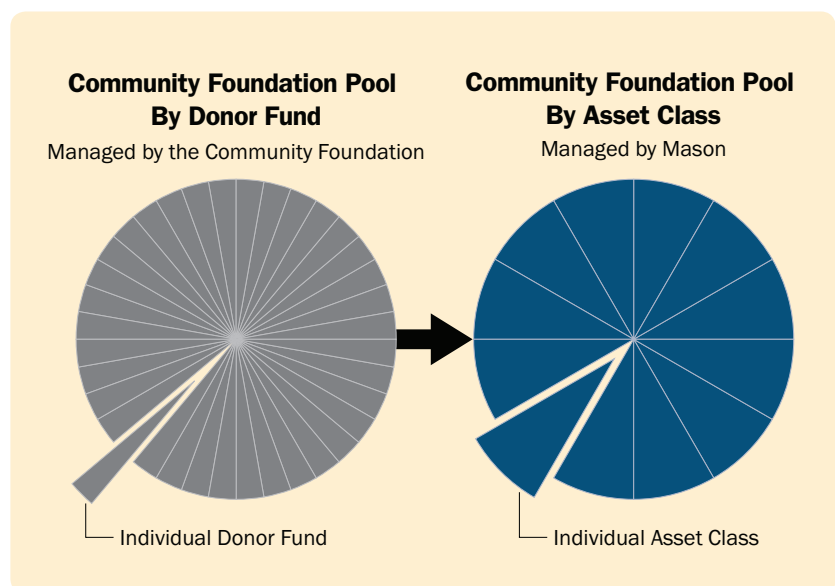 Community Foundation Pool
By Donor Fund
Managed by the Community Foundation
Community Foundation Pool
By Asset Class
Managed by Mason
Individual Donor Fund
Individual Asset Class